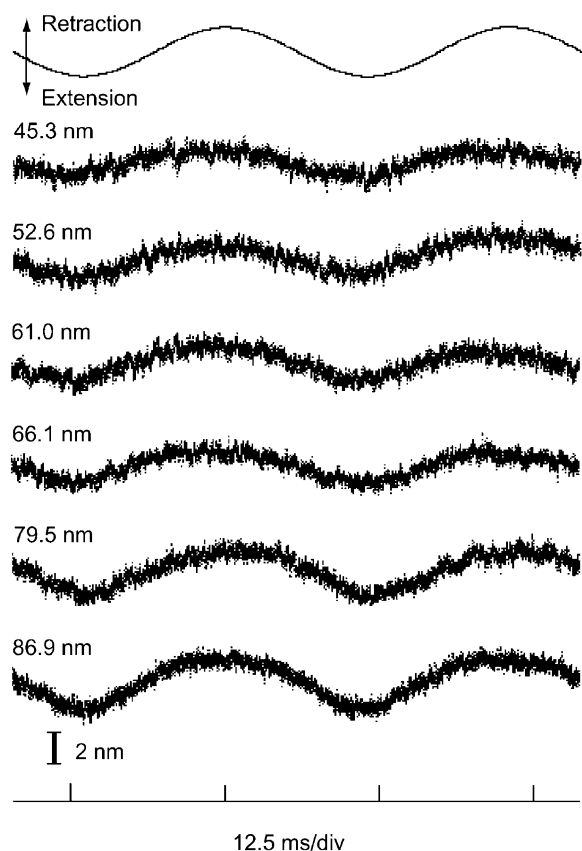 Retraction
Extension
45.3 nm
52.6 nm
61.0 nm
66.1 nm
79.5 nm
86.9 nm
2 nm
12.5 ms/div